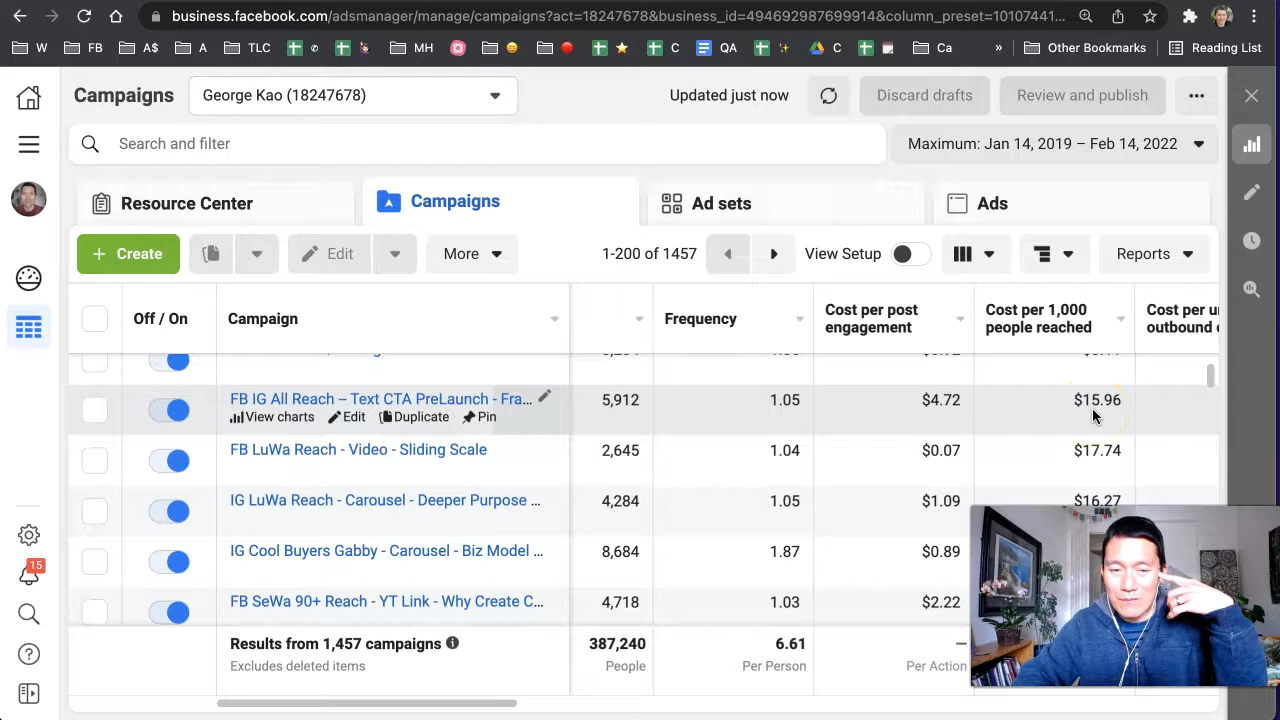 business.facebook.com/adsmanager/manage/campaigns?act=18247678&business_id=494692987699914&column_preset=10107441...
W FB A$ A TLC MH C QA C Ca » Other Bookmarks Reading List
Campaigns George Kao (18247678) Updated just now Discard drafts Review and publish ...
Search and filter Maximum: Jan 14, 2019 – Feb 14, 2022
Resource Center Campaigns Ad sets Ads
+ Create Edit More 1-200 of 1457 View Setup Reports
Off / On Campaign Frequency Cost per post engagement Cost per 1,000 people reached Cost per u outbound
FB IG All Reach – Text CTA PreLaunch - Fra... 5,912 1.05 $4.72 $15.96
View charts Edit Duplicate Pin
FB LuWa Reach - Video - Sliding Scale 2,645 1.04 $0.07 $17.74
IG LuWa Reach - Carousel - Deeper Purpose ... 4,284 1.05 $1.09 $16.27
IG Cool Buyers Gabby - Carousel - Biz Model ... 8,684 1.87 $0.89
15
FB SeWa 90+ Reach - YT Link - Why Create C... 4,718 1.03 $2.22
Results from 1,457 campaigns 387,240 6.61 —
Excludes deleted items People Per Person Per Action